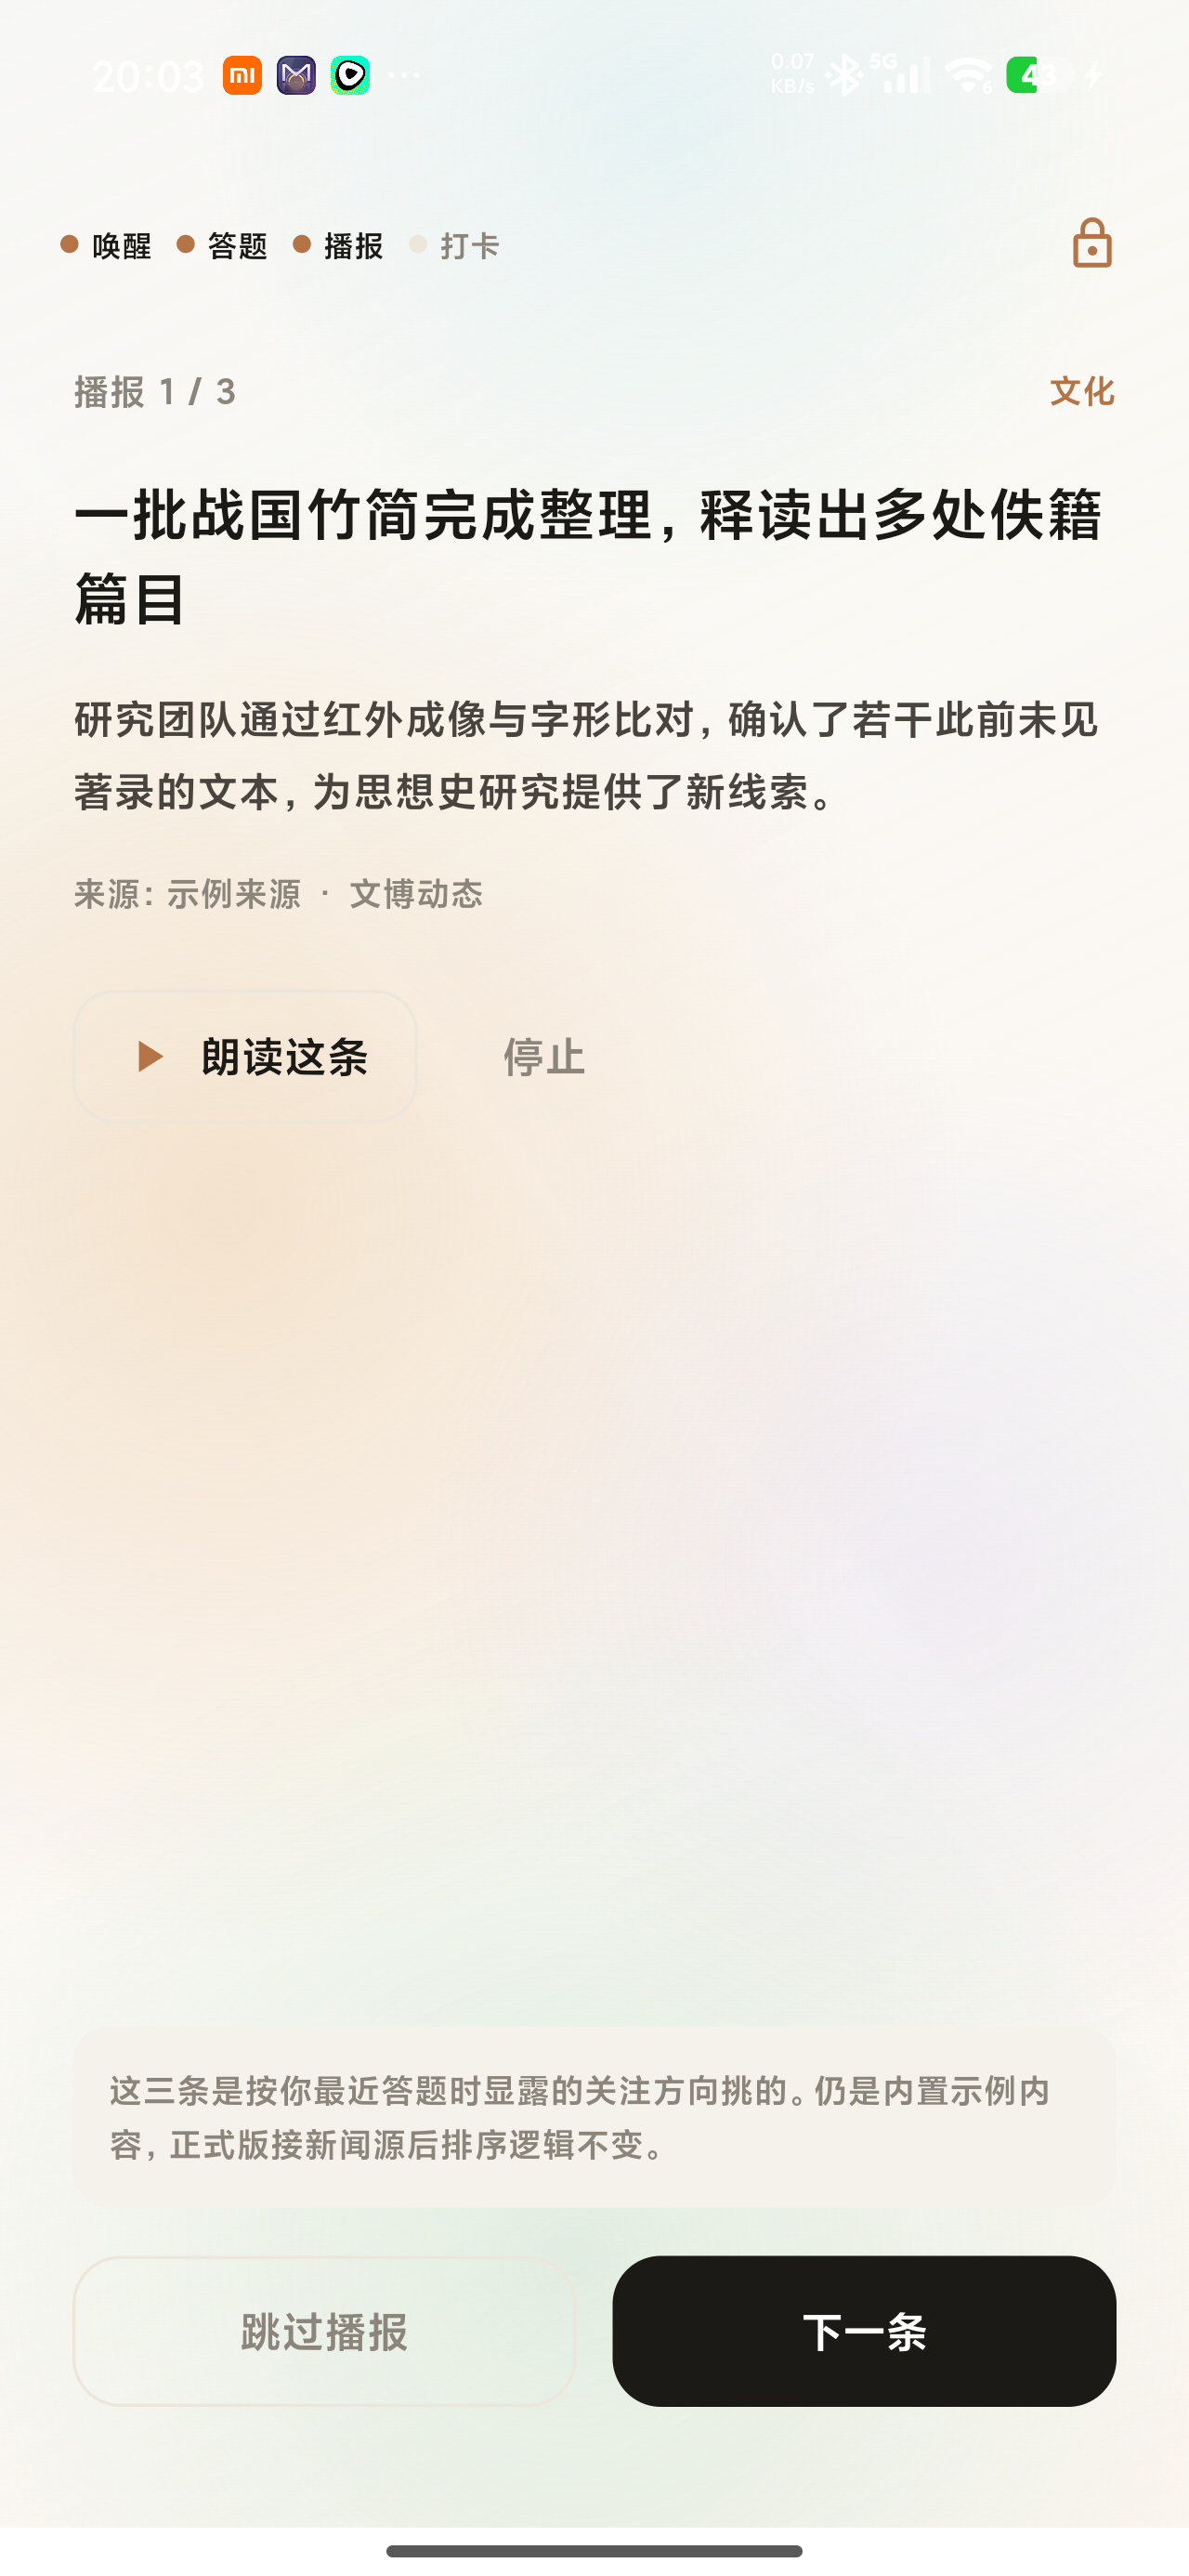 20:03 ... 0.07 KB/s 5G 6 43
唤醒 答题 播报 打卡
播报 1 / 3 文化
一批战国竹简完成整理，释读出多处佚籍
篇目
研究团队通过红外成像与字形比对，确认了若干此前未见
著录的文本，为思想史研究提供了新线索。
来源：示例来源 · 文博动态
朗读这条 停止
这三条是按你最近答题时显露的关注方向挑的。仍是内置示例内
容，正式版接新闻源后排序逻辑不变。
跳过播报 下一条